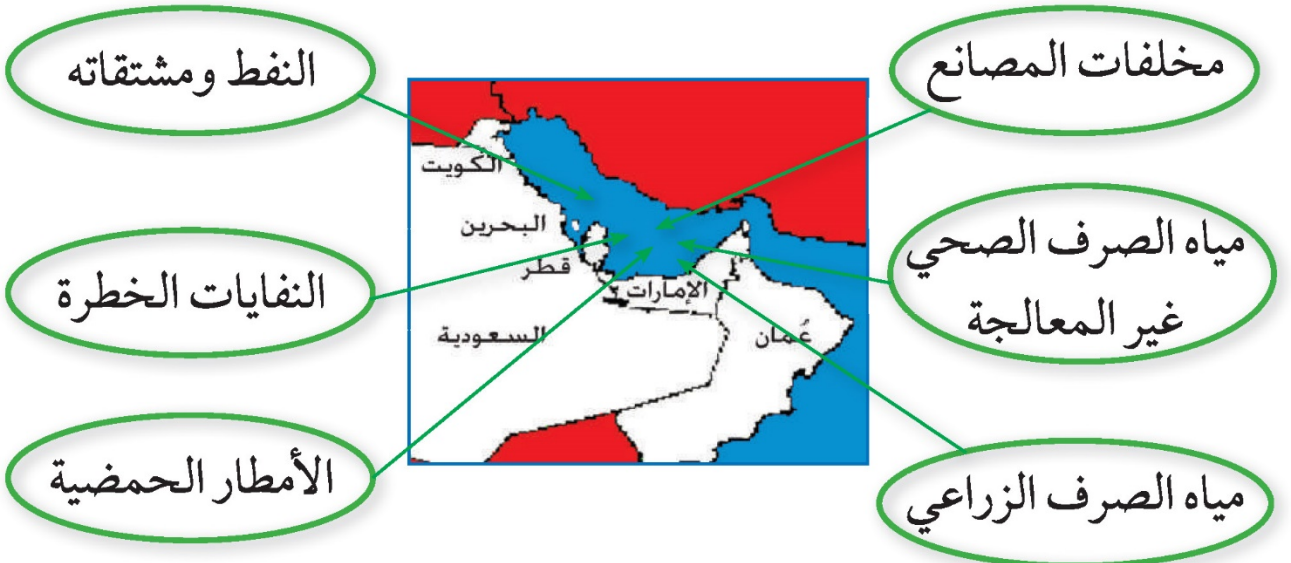 مخلفات المصانع
النفط ومشتقاته
مياه الصرف الصحي
غير المعالجة
النفايات الخطرة
مياه الصرف الزراعي
الأمطار الحمضية
الكويت
البحرين
قطر
الإمارات
السعودية
عُمان